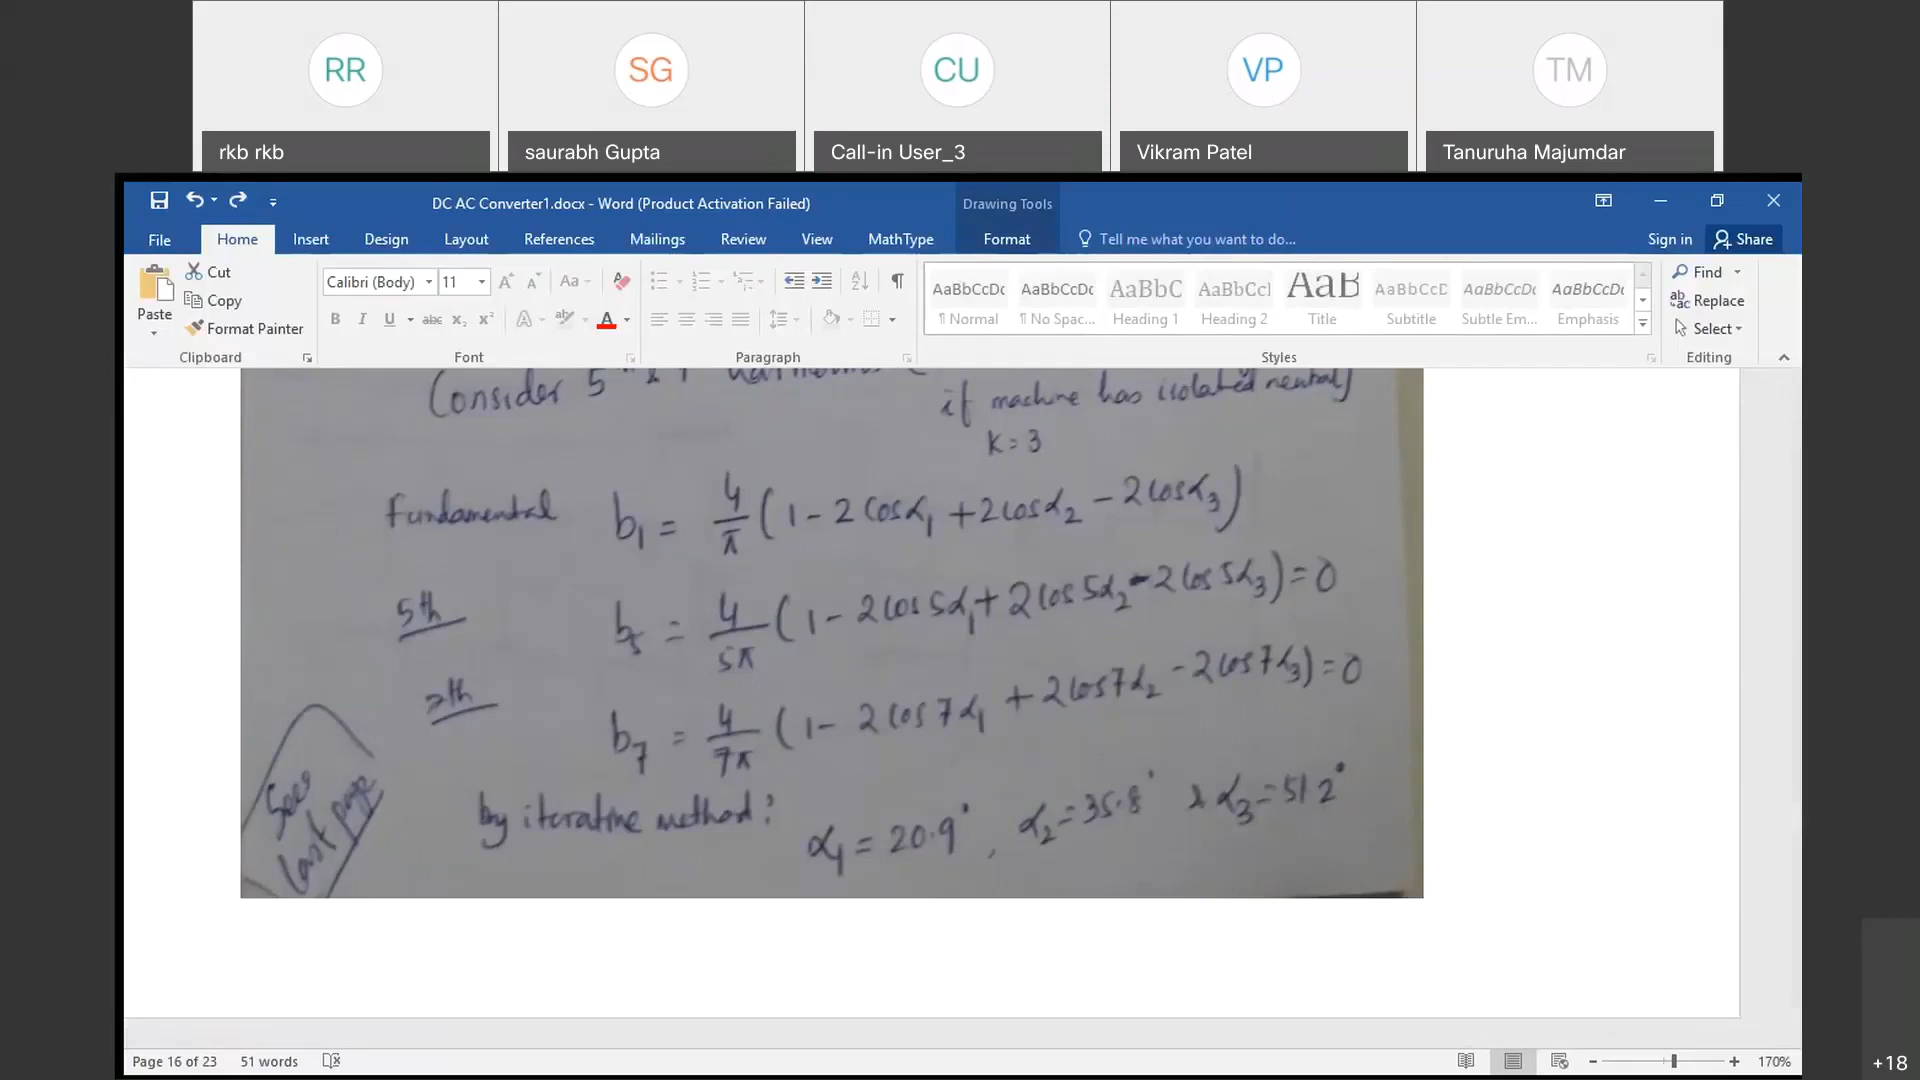 RR SG CU VP TM
rkb rkb saurabh Gupta Call-in User_3 Vikram Patel Tanuruha Majumdar
DC AC Converter1.docx - Word (Product Activation Failed) Drawing Tools
File Home Insert Design Layout References Mailings Review View MathType Format Tell me what you want to do... Sign in Share
Cut
Copy
Format Painter
Paste
Clipboard
Calibri (Body) 11
Font
Paragraph
AaBbCcDc AaBbCcDc AaBbC AaBbCcl AaB AaBbCcD AaBbCcDc AaBbCcDc
¶ Normal ¶ No Spac... Heading 1 Heading 2 Title Subtitle Subtle Em... Emphasis
Styles
Find
Replace
Select
Editing
Consider 5
if machine has isolated neutral)
K = 3
Fundamental b₁ = 4/π (1 - 2 cosα₁ + 2cosα₂ - 2cosα₃)
5th b₅ = 4/5π (1 - 2cos5α₁ + 2cos5α₂ - 2cos5α₃) = 0
7th b₇ = 4/7π (1 - 2cos7α₁ + 2cos7α₂ - 2cos7α₃) = 0
See last page
by iterative method: α₁ = 20.9°, α₂ = 35.8° & α₃ = 51.2°
Page 16 of 23 51 words 170%
+18